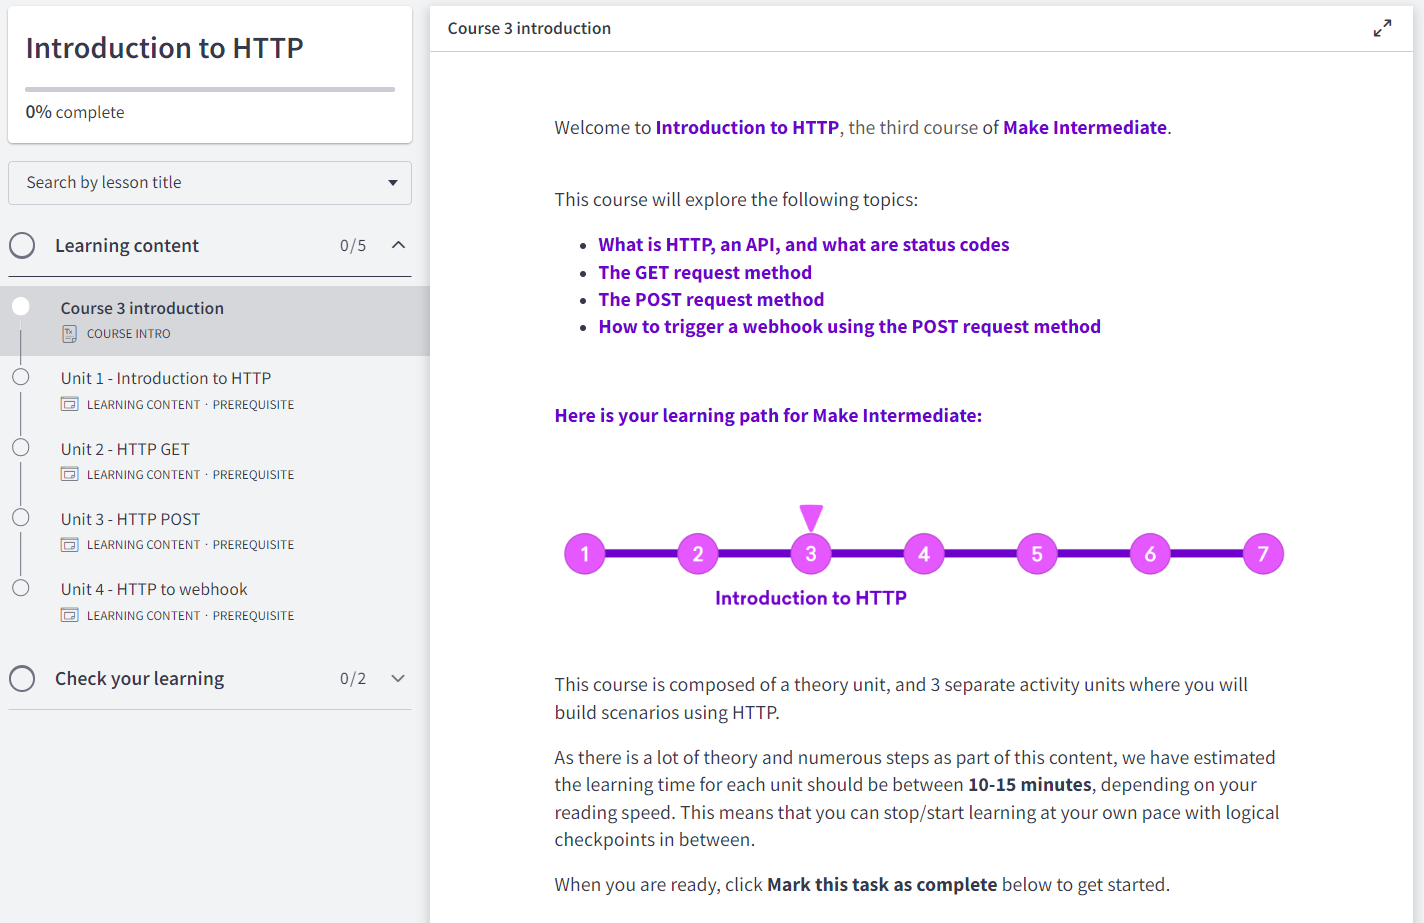 Introduction to HTTP
0% complete
Search by lesson title
Learning content 0/5
Course 3 introduction
COURSE INTRO
Unit 1 - Introduction to HTTP
LEARNING CONTENT · PREREQUISITE
Unit 2 - HTTP GET
LEARNING CONTENT · PREREQUISITE
Unit 3 - HTTP POST
LEARNING CONTENT · PREREQUISITE
Unit 4 - HTTP to webhook
LEARNING CONTENT · PREREQUISITE
Check your learning 0/2
Course 3 introduction
Welcome to Introduction to HTTP, the third course of Make Intermediate.
This course will explore the following topics:
• What is HTTP, an API, and what are status codes
• The GET request method
• The POST request method
• How to trigger a webhook using the POST request method
Here is your learning path for Make Intermediate:
1 2 3 4 5 6 7
Introduction to HTTP
This course is composed of a theory unit, and 3 separate activity units where you will
build scenarios using HTTP.
As there is a lot of theory and numerous steps as part of this content, we have estimated
the learning time for each unit should be between 10-15 minutes, depending on your
reading speed. This means that you can stop/start learning at your own pace with logical
checkpoints in between.
When you are ready, click Mark this task as complete below to get started.